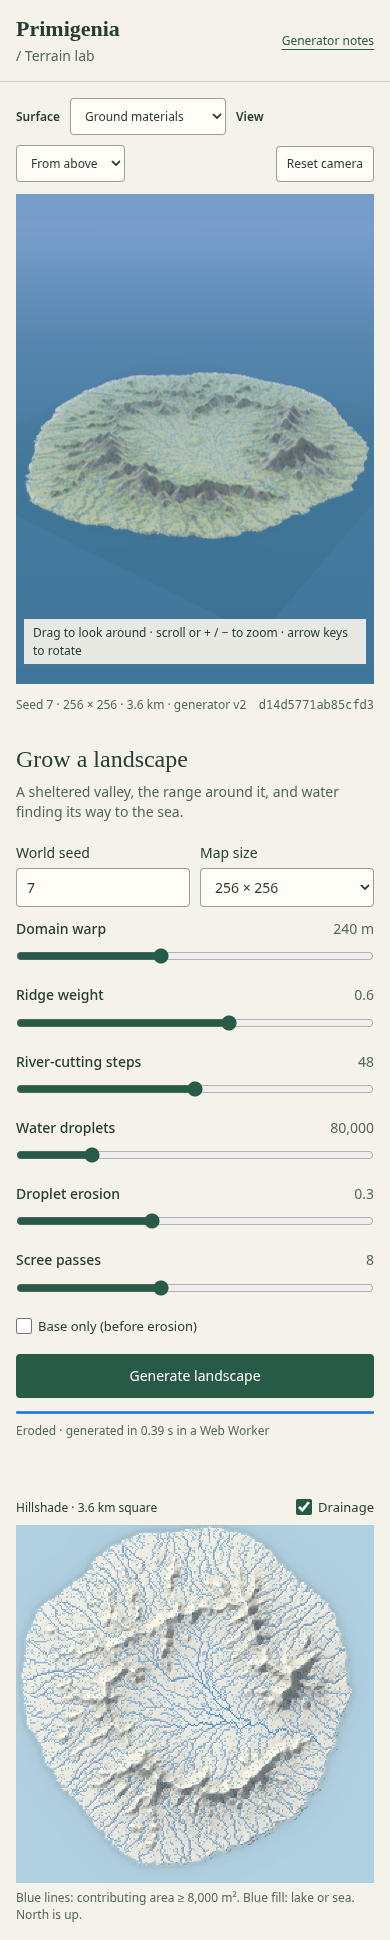 Primigenia
/ Terrain lab
Generator notes
Surface
Ground materials
View
From above
Reset camera
Drag to look around · scroll or + / − to zoom · arrow keys
to rotate
Seed 7 · 256 × 256 · 3.6 km · generator v2
d14d5771ab85cfd3
Grow a landscape
A sheltered valley, the range around it, and water
finding its way to the sea.
World seed
Map size
7
256 × 256
Domain warp
240 m
Ridge weight
0.6
River-cutting steps
48
Water droplets
80,000
Droplet erosion
0.3
Scree passes
8
Base only (before erosion)
Generate landscape
Eroded · generated in 0.39 s in a Web Worker
Hillshade · 3.6 km square
Drainage
Blue lines: contributing area ≥ 8,000 m². Blue fill: lake or sea.
North is up.